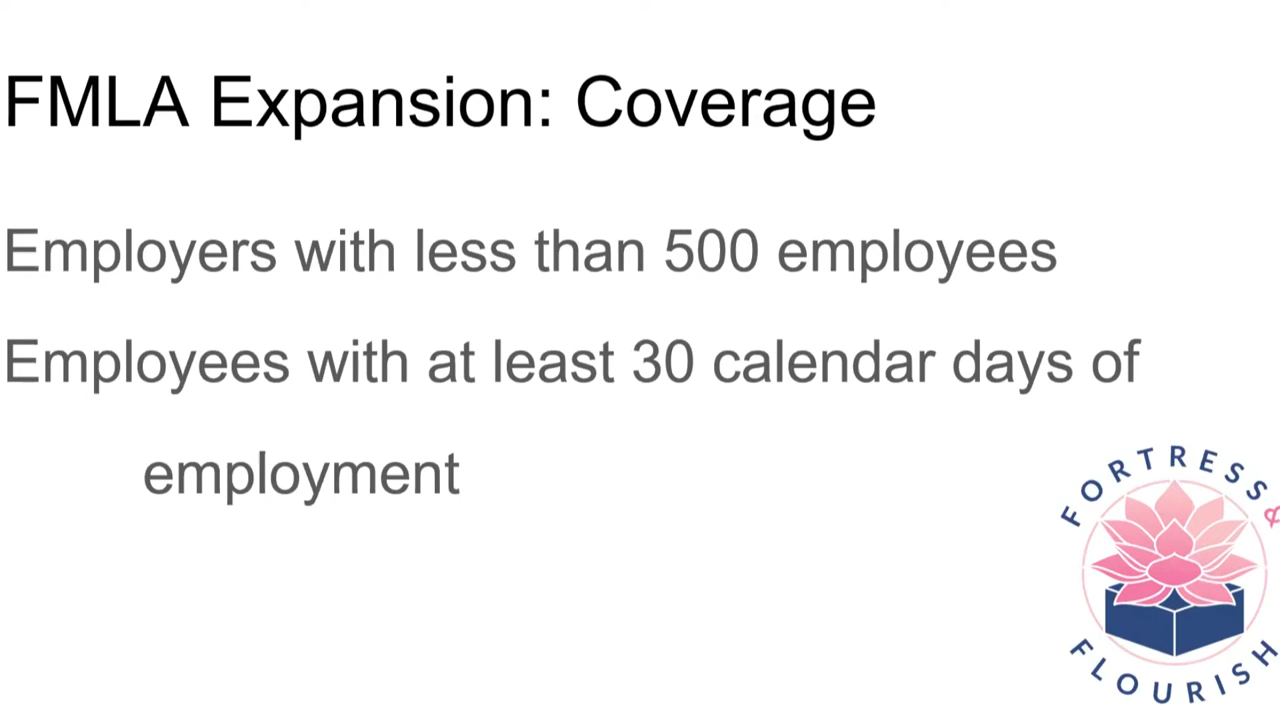 FMLA Expansion: Coverage
Employers with less than 500 employees
Employees with at least 30 calendar days of
employment
FORTRESS &
FLOURISH